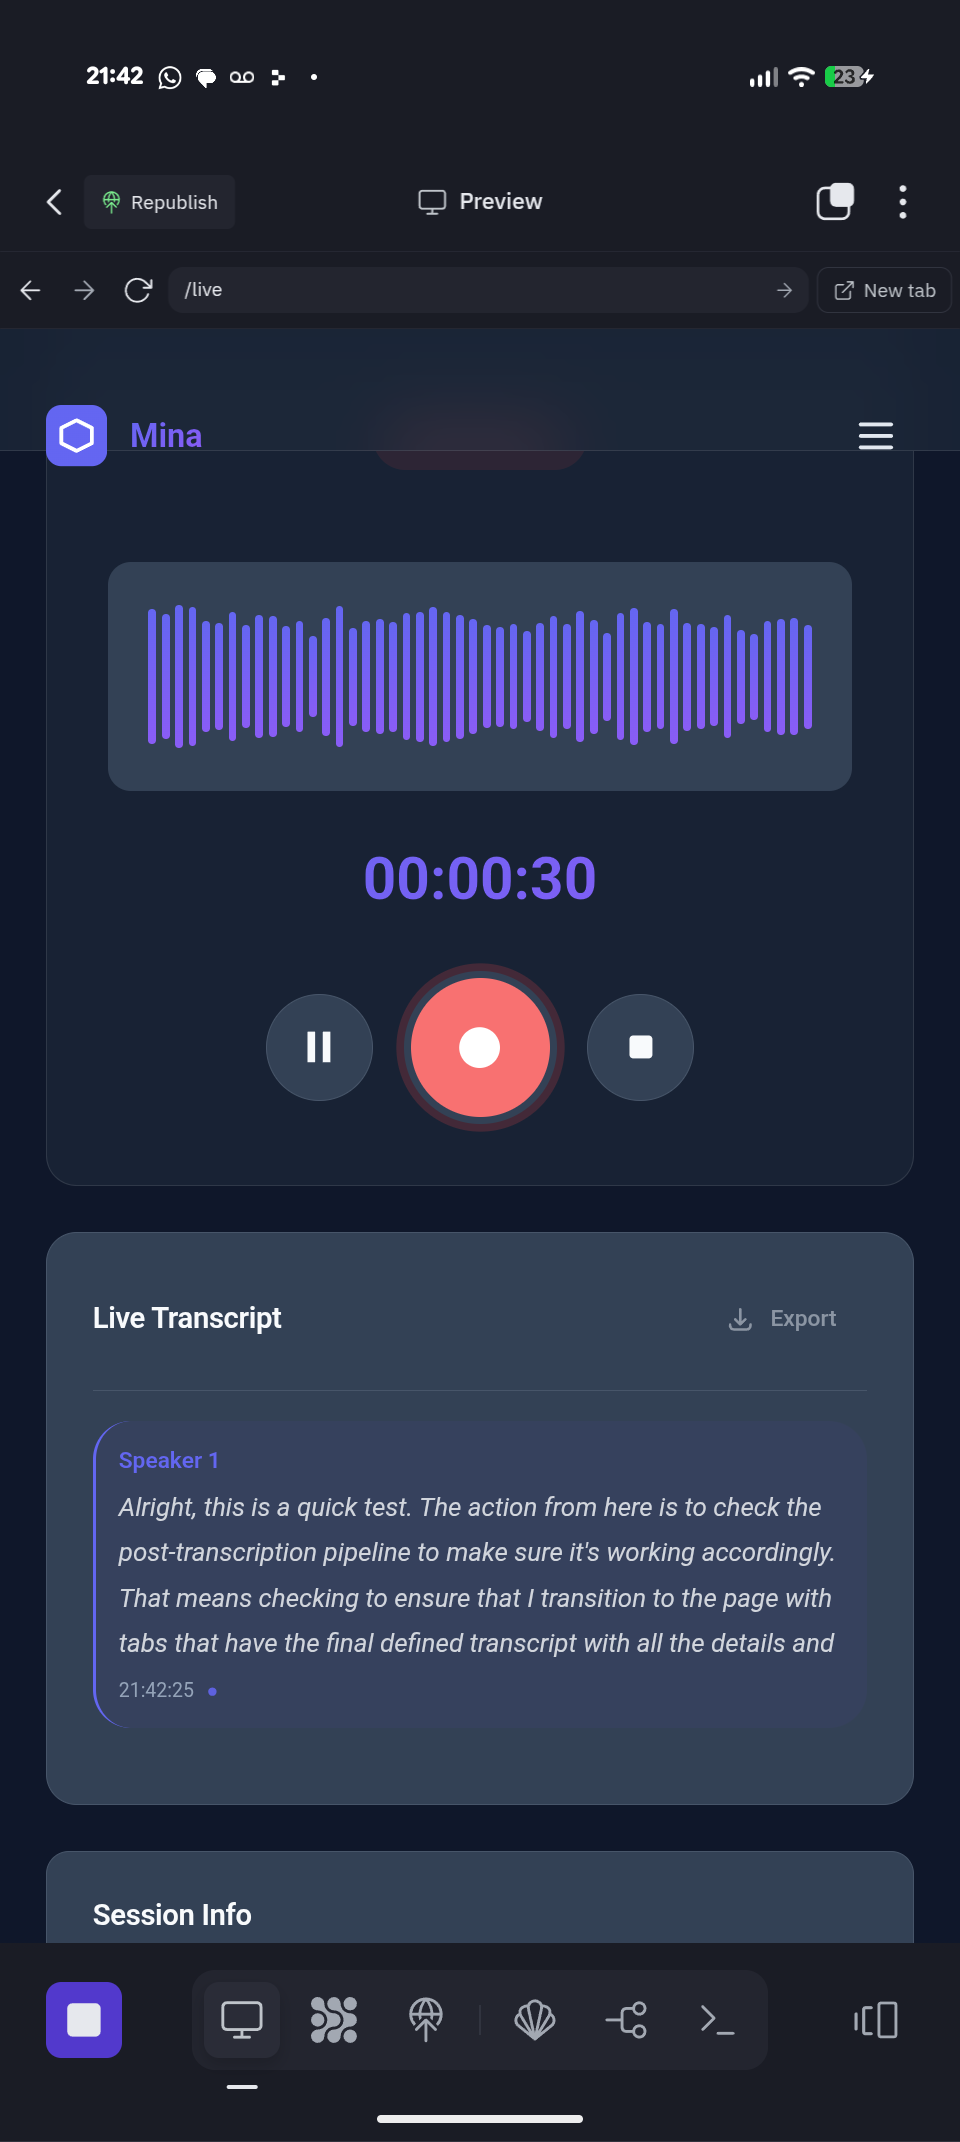 21:42
23
Republish
Preview
/live
New tab
Mina
00:00:30
Live Transcript
Export
Speaker 1
Alright, this is a quick test. The action from here is to check the
post-transcription pipeline to make sure it's working accordingly.
That means checking to ensure that I transition to the page with
tabs that have the final defined transcript with all the details and
21:42:25
Session Info